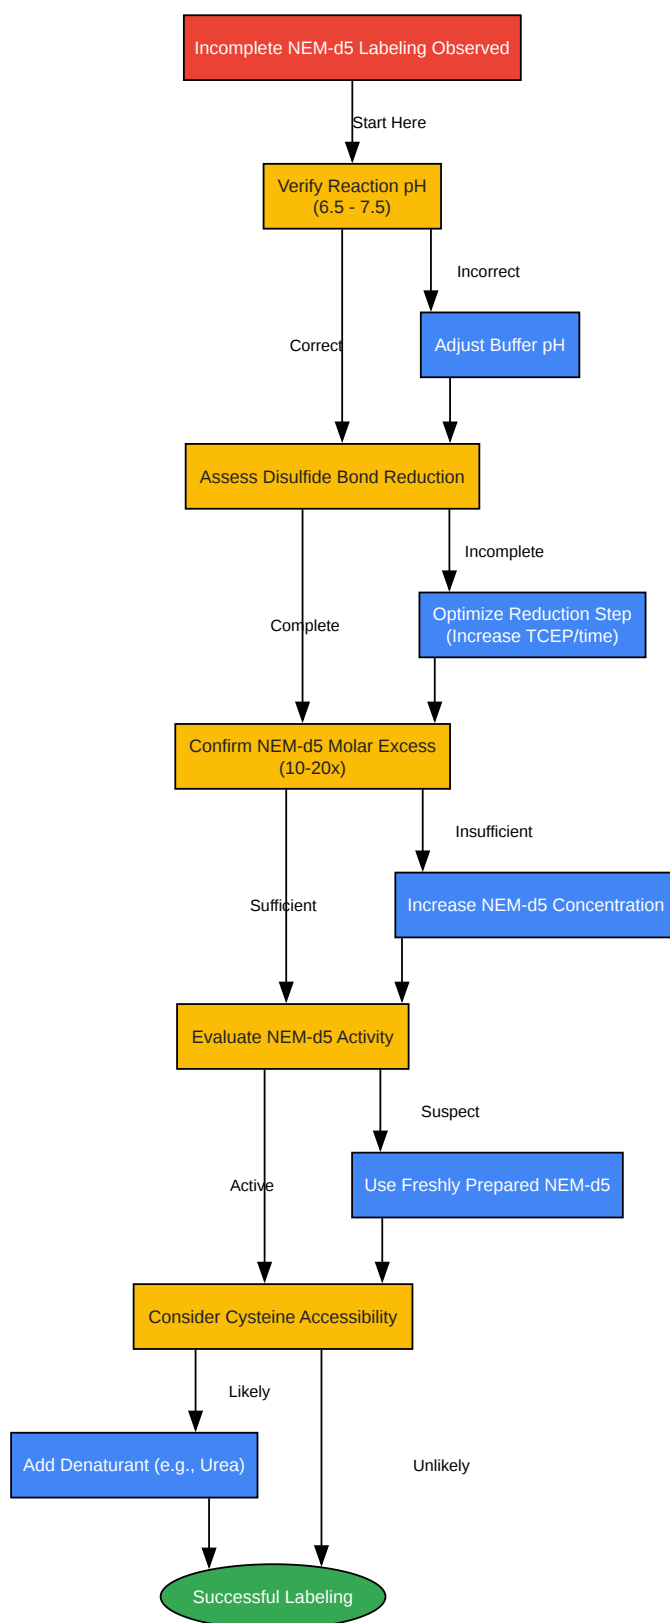 Incomplete NEM-d5 Labeling Observed
Start Here
Verify Reaction pH
(6.5 - 7.5)
Incorrect
Correct
Adjust Buffer pH
Assess Disulfide Bond Reduction
Incomplete
Complete
Optimize Reduction Step
(Increase TCEP/time)
Confirm NEM-d5 Molar Excess
(10-20x)
Insufficient
Sufficient
Increase NEM-d5 Concentration
Evaluate NEM-d5 Activity
Suspect
Active
Use Freshly Prepared NEM-d5
Consider Cysteine Accessibility
Likely
Add Denaturant (e.g., Urea)
Unlikely
Successful Labeling